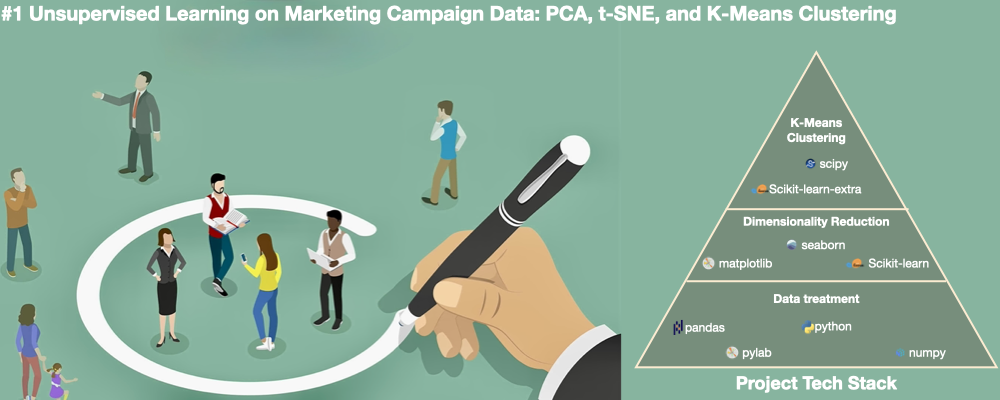 #1 Unsupervised Learning on Marketing Campaign Data: PCA, t-SNE, and K-Means Clustering
K-Means
Clustering
scipy
Scikit-learn-extra
Dimensionality Reduction
seaborn
matplotlib
Scikit-learn
Data treatment
pandas
python
pylab
numpy
Project Tech Stack